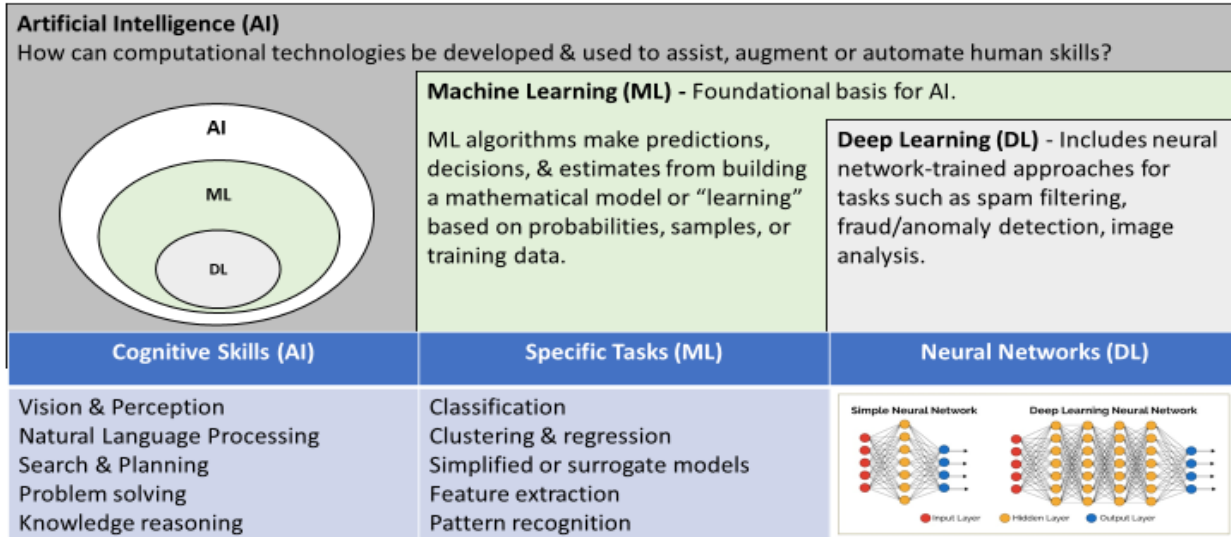 Artificial Intelligence (AI)
How can computational technologies be developed & used to assist, augment or automate human skills?
AI
ML
DL
Machine Learning (ML) - Foundational basis for AI.
ML algorithms make predictions,
decisions, & estimates from building
a mathematical model or “learning”
based on probabilities, samples, or
training data.
Deep Learning (DL) - Includes neural
network-trained approaches for
tasks such as spam filtering,
fraud/anomaly detection, image
analysis.
Cognitive Skills (AI)
Vision & Perception
Natural Language Processing
Search & Planning
Problem solving
Knowledge reasoning
Specific Tasks (ML)
Classification
Clustering & regression
Simplified or surrogate models
Feature extraction
Pattern recognition
Neural Networks (DL)
Simple Neural Network
Deep Learning Neural Network
Input Layer
Hidden Layer
Output Layer